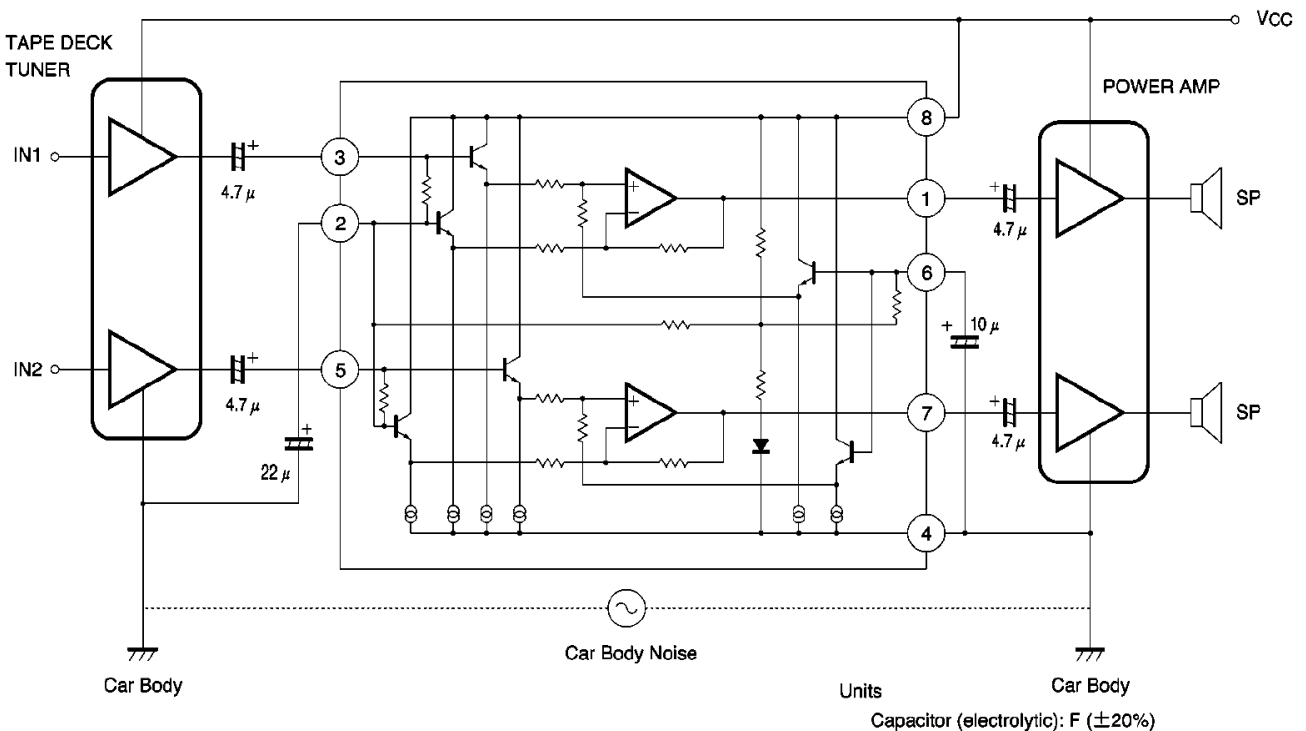 VCC
TAPE DECK
TUNER
POWER AMP
8
IN1
+
4.7 μ
3
+
−
1
+
4.7 μ
SP
2
6
+
10 μ
IN2
+
4.7 μ
5
+
−
7
+
4.7 μ
SP
+
22 μ
4
Car Body Noise
Car Body
Car Body
Units
Capacitor (electrolytic): F (±20%)